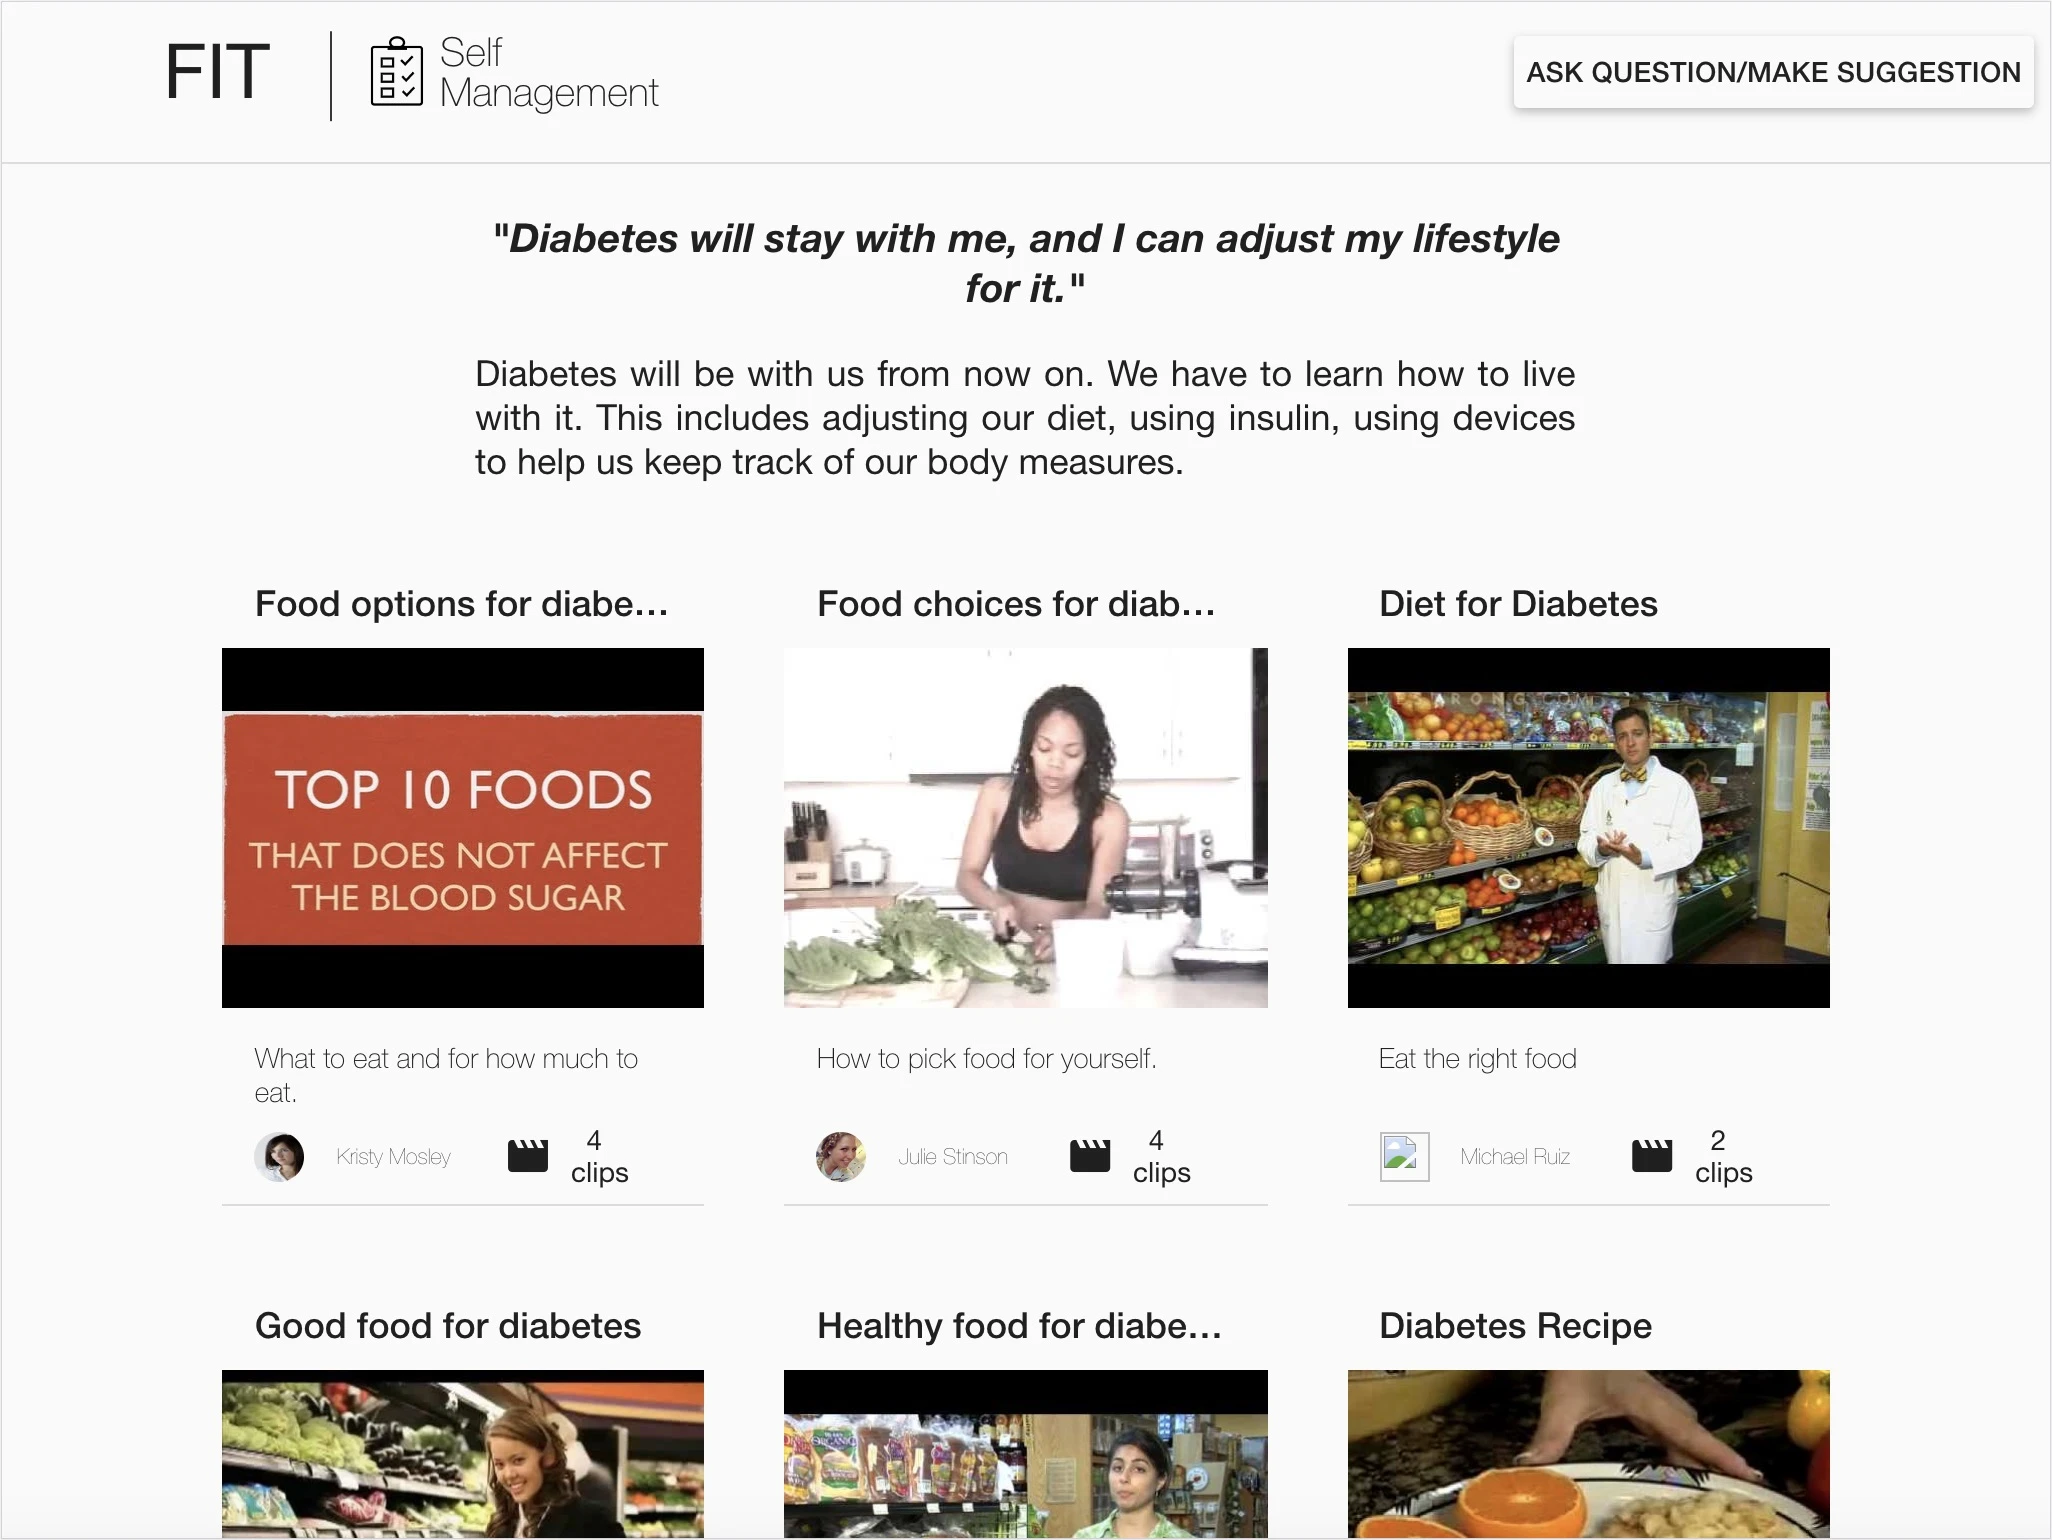 FIT
Self
Management
ASK QUESTION/MAKE SUGGESTION
"Diabetes will stay with me, and I can adjust my lifestyle
for it."
Diabetes will be with us from now on. We have to learn how to live
with it. This includes adjusting our diet, using insulin, using devices
to help us keep track of our body measures.
Food options for diabe...
Food choices for diab...
Diet for Diabetes
TOP 10 FOODS
THAT DOES NOT AFFECT
THE BLOOD SUGAR
What to eat and for how much to
eat.
How to pick food for yourself.
Eat the right food
Kristy Mosley
4
clips
Julie Stinson
4
clips
Michael Ruiz
2
clips
Good food for diabetes
Healthy food for diabe...
Diabetes Recipe
ORGANIC